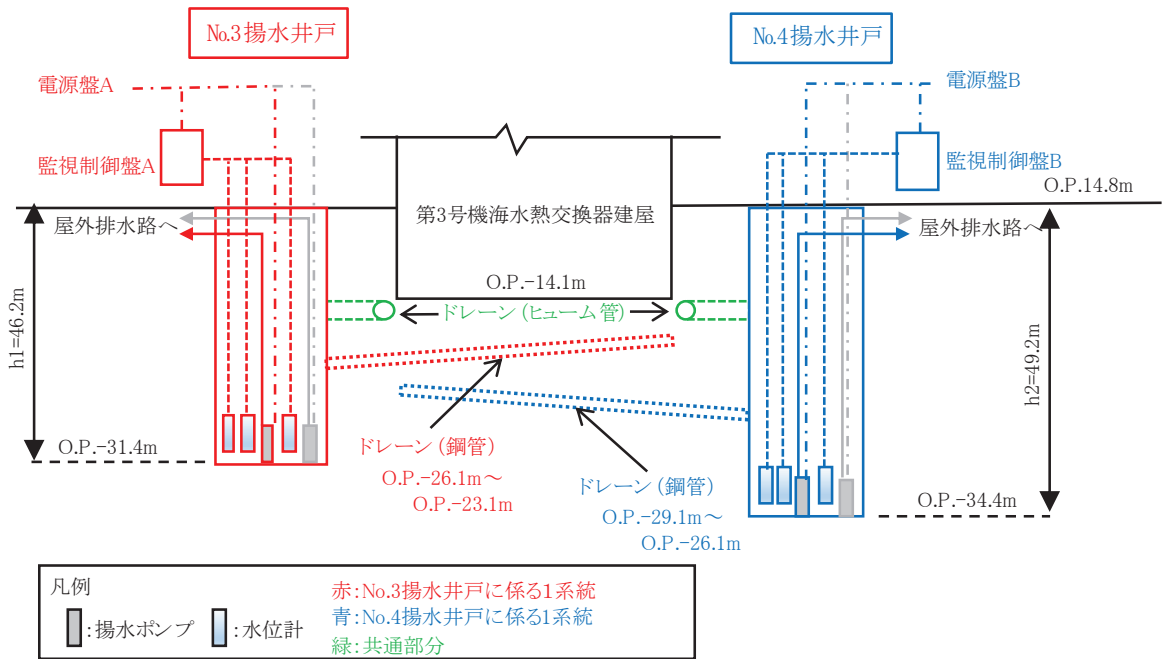 No.3揚水井戸
No.4揚水井戸
電源盤A
電源盤B
監視制御盤A
監視制御盤B
O.P.14.8m
屋外排水路へ
第3号機海水熱交換器建屋
屋外排水路へ
O.P.-14.1m
ドレーン(ヒューム管)
h1=46.2m
h2=49.2m
O.P.-31.4m
ドレーン(鋼管)
O.P.-26.1m～
O.P.-23.1m
ドレーン(鋼管)
O.P.-29.1m～
O.P.-26.1m
O.P.-34.4m
凡例
:揚水ポンプ :水位計
赤:No.3揚水井戸に係る1系統
青:No.4揚水井戸に係る1系統
緑:共通部分